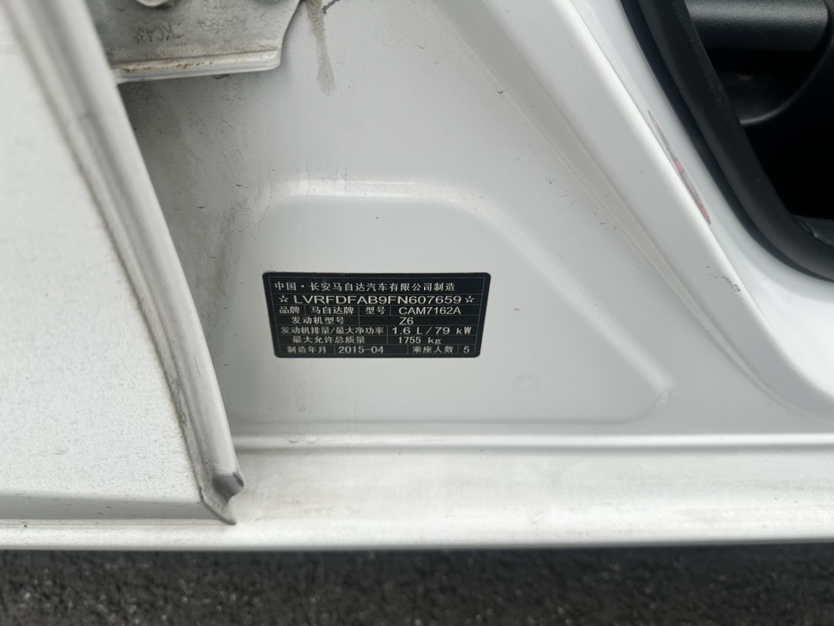 中国·长安马自达汽车有限公司制造
☆LVRFDFAB9FN607659☆
品牌 马自达牌 型号 CAM7162A
发动机型号 Z6
发动机排量/最大净功率 1.6 L/79 kW
最大允许总质量 1755 kg
制造年月 2015-04 乘座人数 5